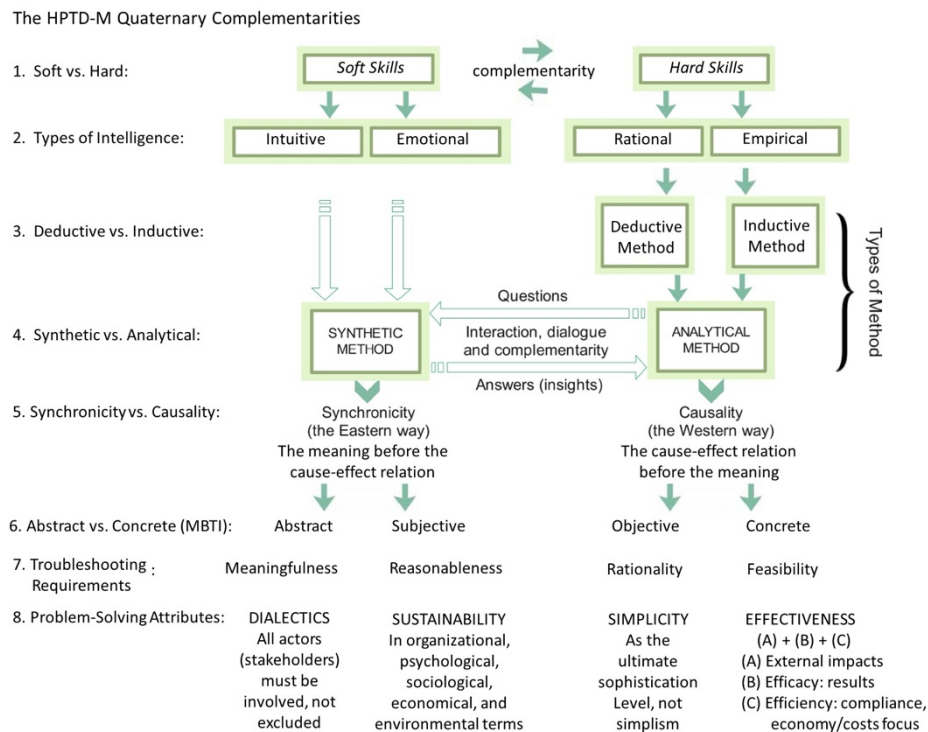 The HPTD-M Quaternary Complementarities
1. Soft vs. Hard:
Soft Skills
complementarity
Hard Skills
2. Types of Intelligence:
Intuitive
Emotional
Rational
Empirical
3. Deductive vs. Inductive:
Deductive
Method
Inductive
Method
Types of Method
4. Synthetic vs. Analytical:
SYNTHETIC
METHOD
Questions
Interaction, dialogue
and complementarity
Answers (insights)
ANALYTICAL
METHOD
5. Synchronicity vs. Causality:
Synchronicity
(the Eastern way)
The meaning before the
cause-effect relation
Causality
(the Western way)
The cause-effect relation
before the meaning
6. Abstract vs. Concrete (MBTI):
Abstract
Subjective
Objective
Concrete
7. Troubleshooting :
Requirements
Meaningfulness
Reasonableness
Rationality
Feasibility
8. Problem-Solving Attributes:
DIALECTICS
All actors
(stakeholders)
must be
involved, not
excluded
SUSTAINABILITY
In organizational,
psychological,
sociological,
economical, and
environmental terms
SIMPLICITY
As the
ultimate
sophistication
Level, not
simplism
EFFECTIVENESS
(A) + (B) + (C)
(A) External impacts
(B) Efficacy: results
(C) Efficiency: compliance,
economy/costs focus